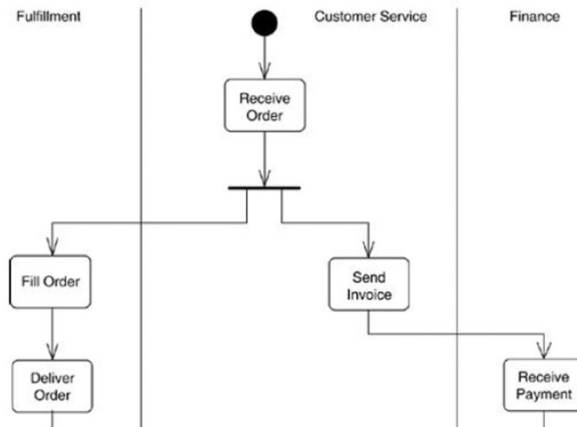 Fulfillment
Customer Service
Finance
Receive
Order
Fill Order
Send
Invoice
Deliver
Order
Receive
Payment